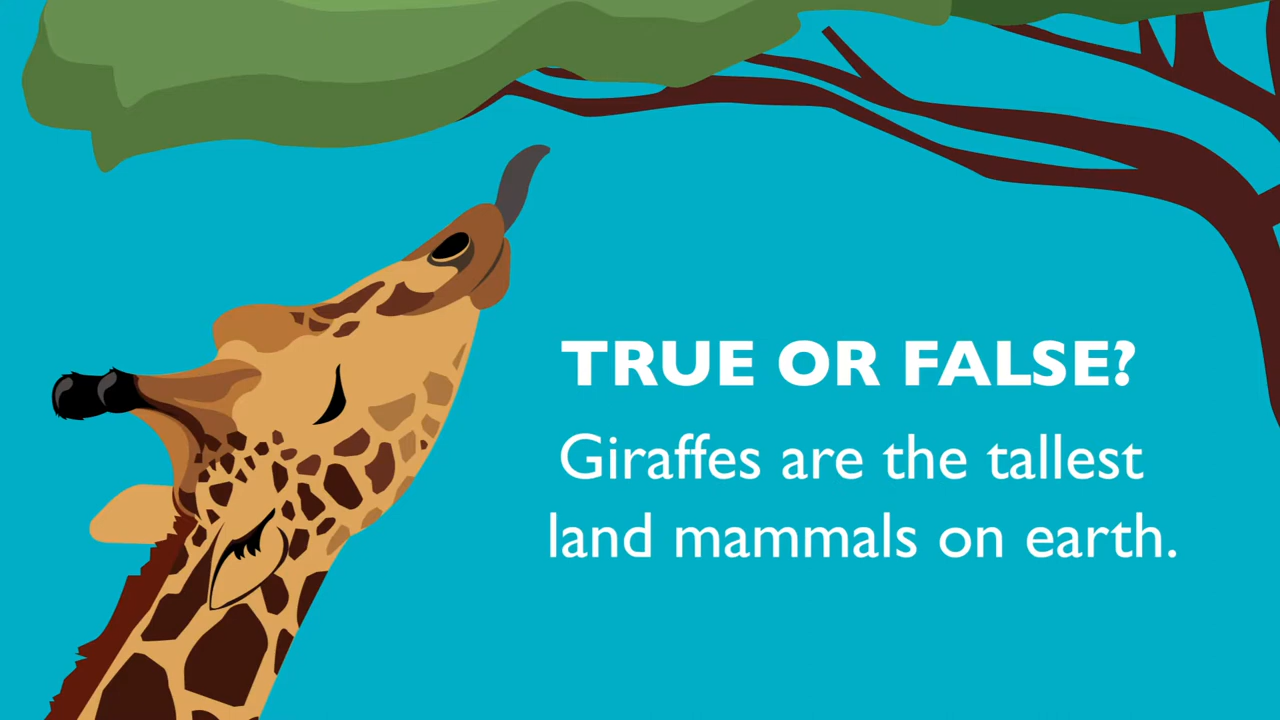 TRUE OR FALSE?
Giraffes are the tallest
land mammals on earth.